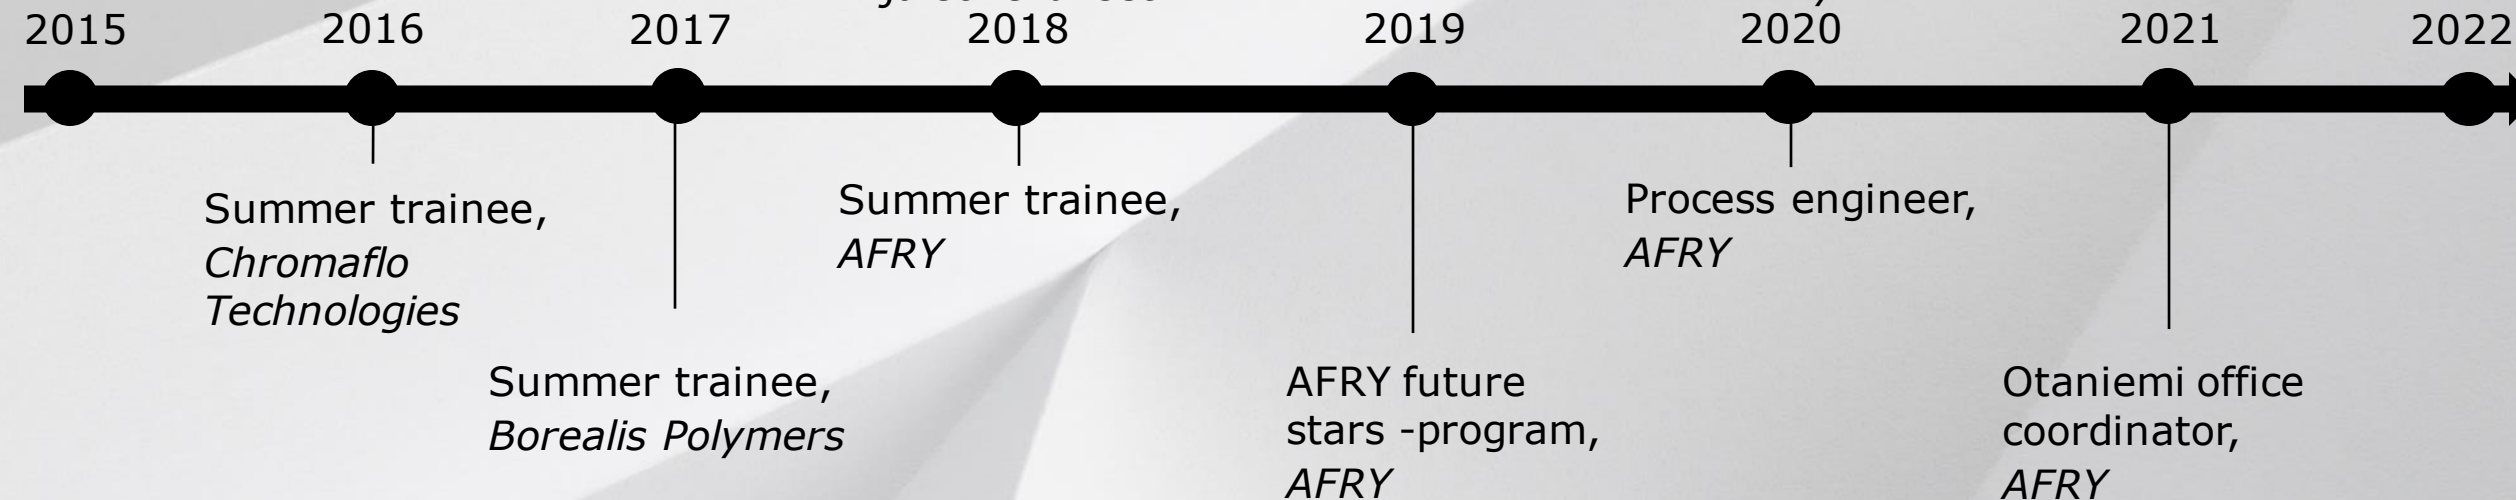 2015 2016 2017 2018 2019 2020 2021 2022
Summer trainee,
Chromaflo
Technologies
Summer trainee,
Borealis Polymers
Summer trainee,
AFRY
AFRY future
stars -program,
AFRY
Process engineer,
AFRY
Otaniemi office
coordinator,
AFRY